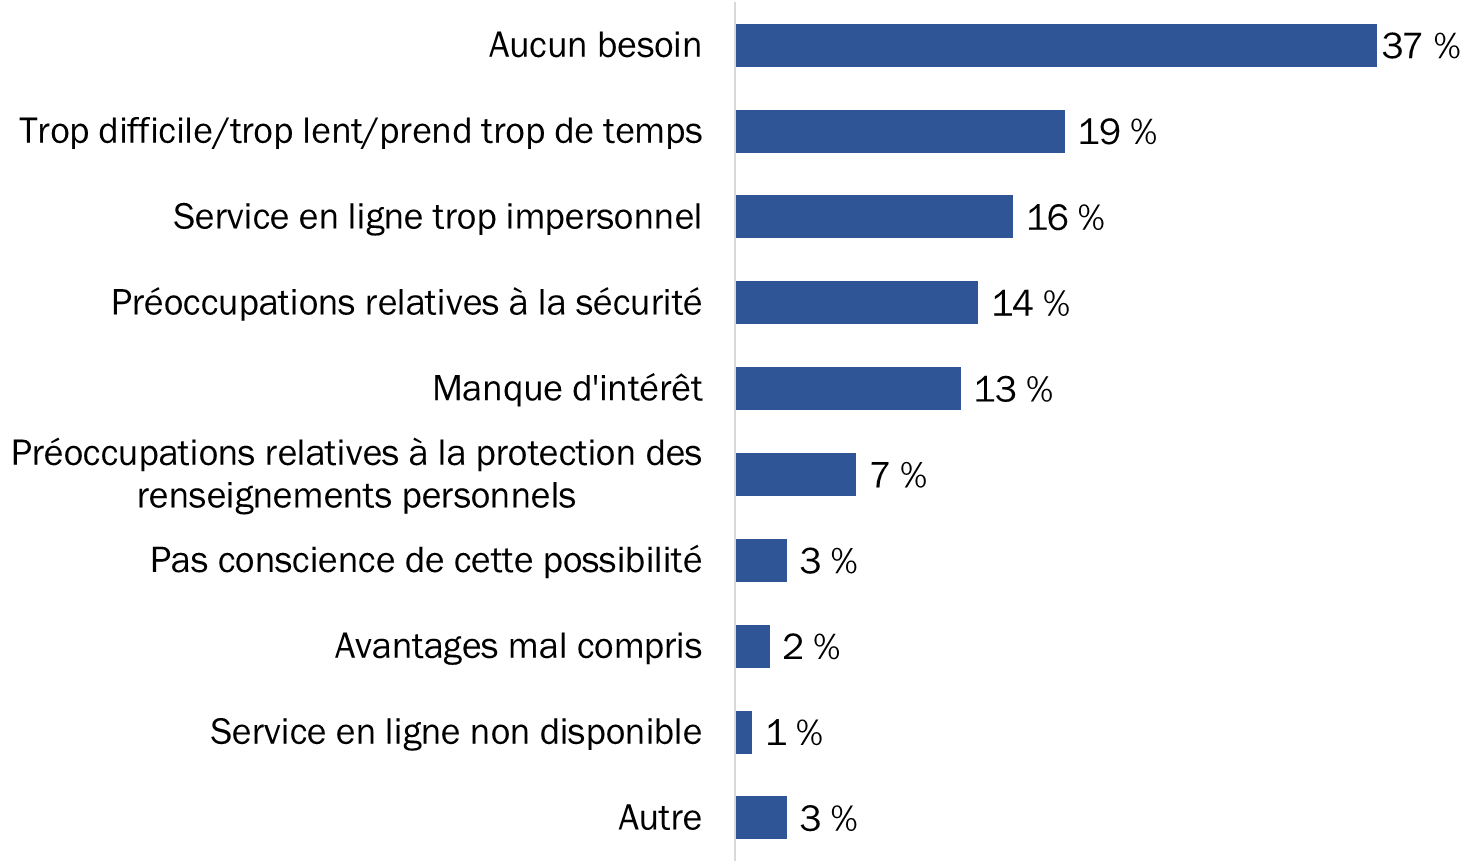 Aucun besoin 37 %
Trop difficile/trop lent/prend trop de temps 19 %
Service en ligne trop impersonnel 16 %
Préoccupations relatives à la sécurité 14 %
Manque d'intérêt 13 %
Préoccupations relatives à la protection des
renseignements personnels 7 %
Pas conscience de cette possibilité 3 %
Avantages mal compris 2 %
Service en ligne non disponible 1 %
Autre 3 %